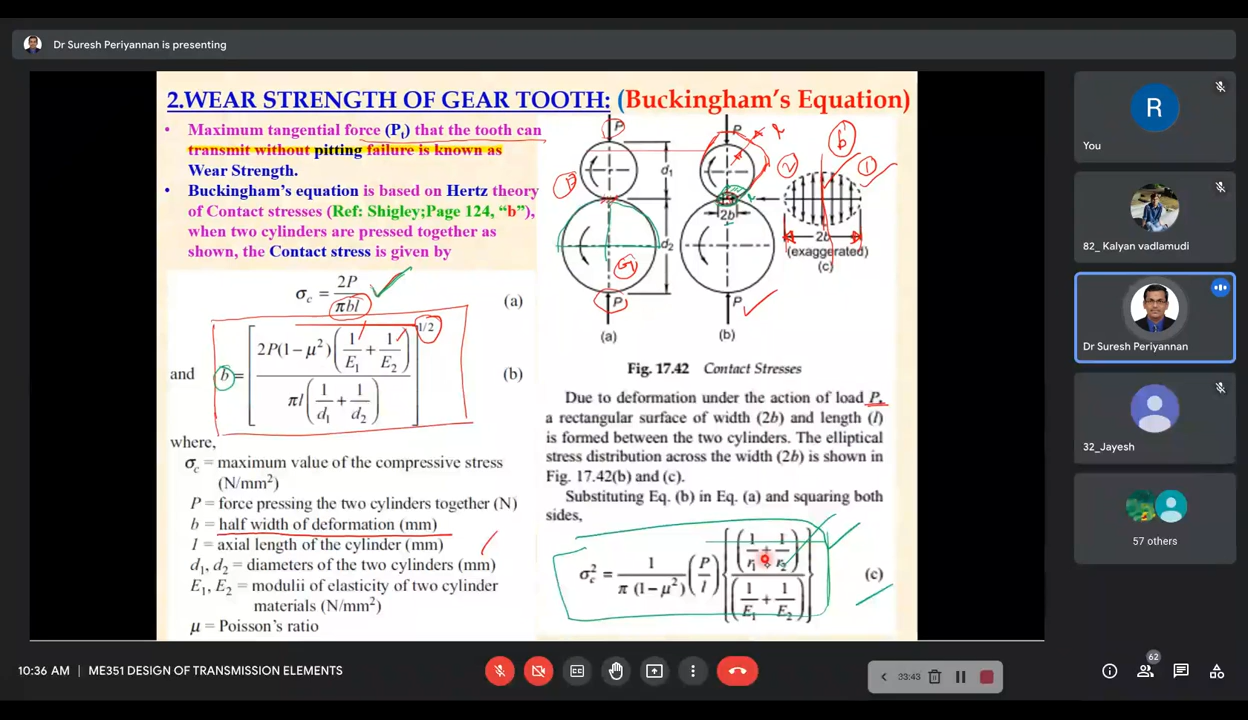 Dr Suresh Periyannan is presenting
2.WEAR STRENGTH OF GEAR TOOTH: (Buckingham's Equation)
• Maximum tangential force (Pt) that the tooth can
transmit without pitting failure is known as
Wear Strength.
• Buckingham's equation is based on Hertz theory
of Contact stresses (Ref: Shigley;Page 124, "b"),
when two cylinders are pressed together as
shown, the Contact stress is given by
σc = 2P / πbl (a)
and b = [ 2P(1 − μ²) (1/E1 + 1/E2) / πl (1/d1 + 1/d2) ]^1/2 (b)
where,
σc = maximum value of the compressive stress
(N/mm²)
P = force pressing the two cylinders together (N)
b = half width of deformation (mm)
l = axial length of the cylinder (mm)
d1, d2 = diameters of the two cylinders (mm)
E1, E2 = modulii of elasticity of two cylinder
materials (N/mm²)
μ = Poisson's ratio
P
P
d1
d2
P
G
P
P
2b
b
2
1
2b
(exaggerated)
(a)
(b)
(c)
Fig. 17.42 Contact Stresses
Due to deformation under the action of load P,
a rectangular surface of width (2b) and length (l)
is formed between the two cylinders. The elliptical
stress distribution across the width (2b) is shown in
Fig. 17.42(b) and (c).
Substituting Eq. (b) in Eq. (a) and squaring both
sides,
σc² = 1 / π (1 − μ²) (P/l) { (1/r1 + 1/r2) / (1/E1 + 1/E2) } (c)
R
You
82_ Kalyan vadlamudi
Dr Suresh Periyannan
32_Jayesh
57 others
10:36 AM | ME351 DESIGN OF TRANSMISSION ELEMENTS
CC
33:43
62